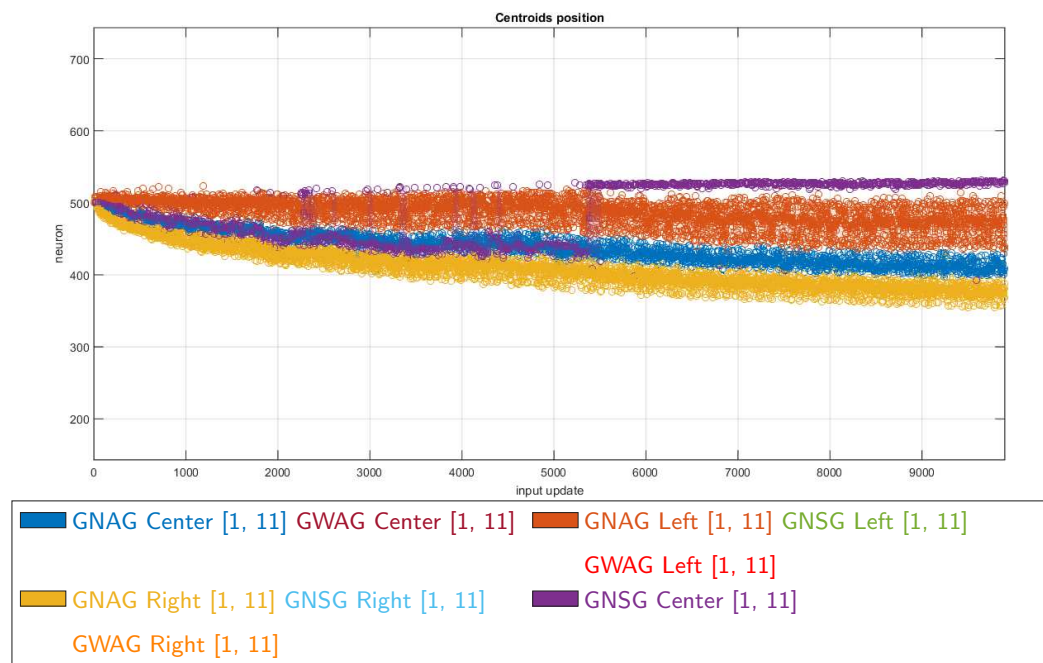 Centroids position
700
600
500
400
300
200
neuron
0 1000 2000 3000 4000 5000 6000 7000 8000 9000
input update
GNAG Center [1, 11] GWAG Center [1, 11]
GNAG Left [1, 11] GNSG Left [1, 11]
GWAG Left [1, 11]
GNAG Right [1, 11] GNSG Right [1, 11]
GNSG Center [1, 11]
GWAG Right [1, 11]